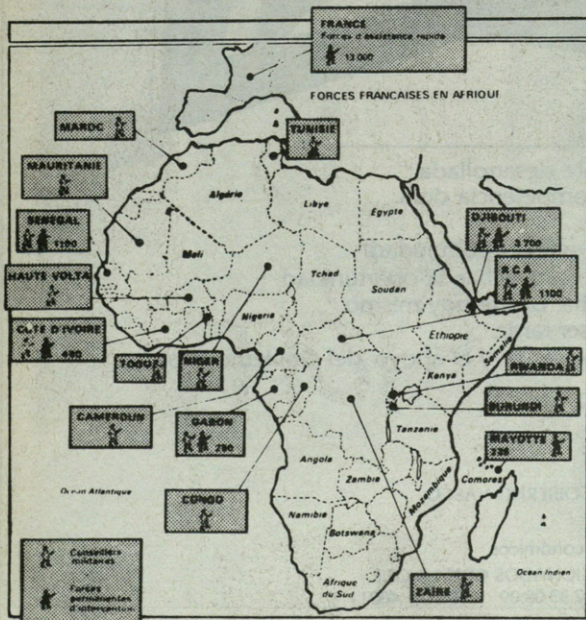 FRANCE
Forces d'assistance rapide
13 000
FORCES FRANCAISES EN AFRIQUE
MAROC
TUNISIE
MAURITANIE
Algérie
Libye
Egypte
SENEGAL
1190
DJIBOUTI
3 700
Mali
HAUTE VOLTA
Tchad
Soudan
R C A
1100
COTE D'IVOIRE
Nigeria
Ethiopie
Somalie
TOGO
NIGER
Kenya
RWANDA
CAMEROUN
GABON
BURUNDI
Tanzanie
MAYOTTE
Angola
Comores
Zambie
Mozambique
Océan Atlantique
CONGO
Namibie
Botswana
Afrique
du Sud
ZAIRE
Océan Indien
Conseillers
militaires
Forces
permanentes
d'intervention